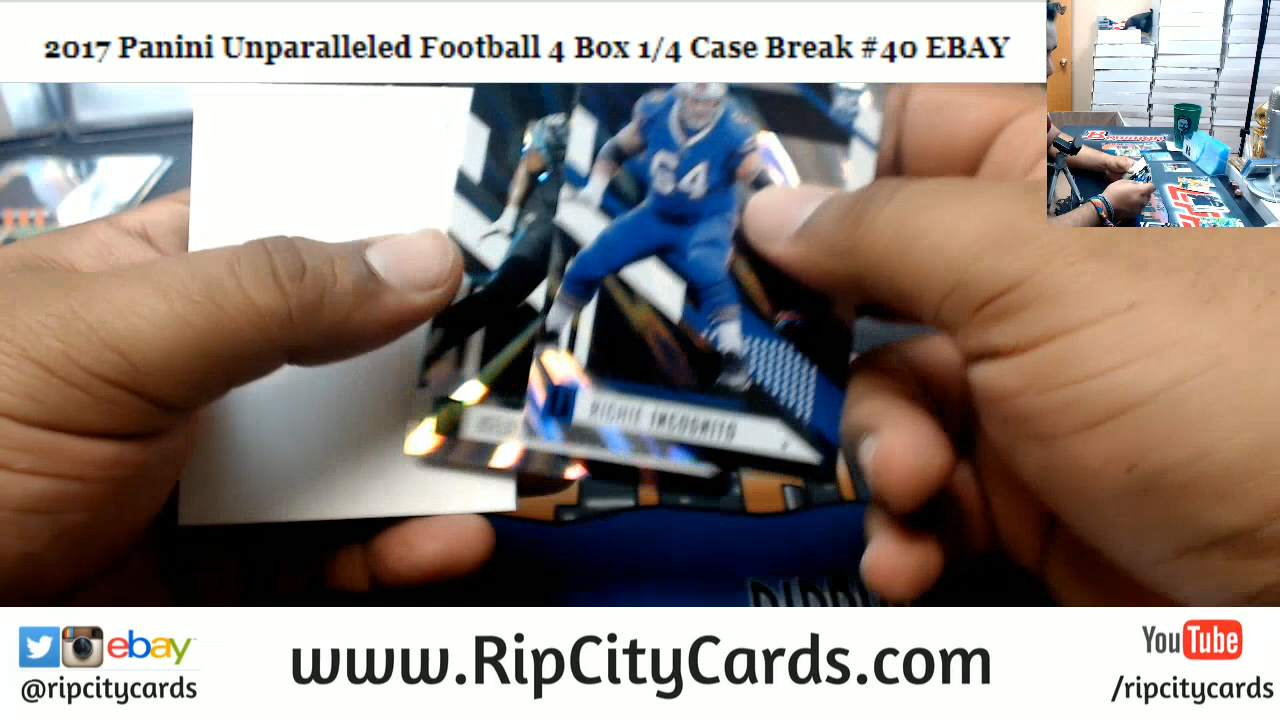 2017 Panini Unparalleled Football 4 Box 1/4 Case Break #40 EBAY
64
RICHIE INCOGNITO
ebay
www.RipCityCards.com
YouTube
@ripcitycards
/ripcitycards